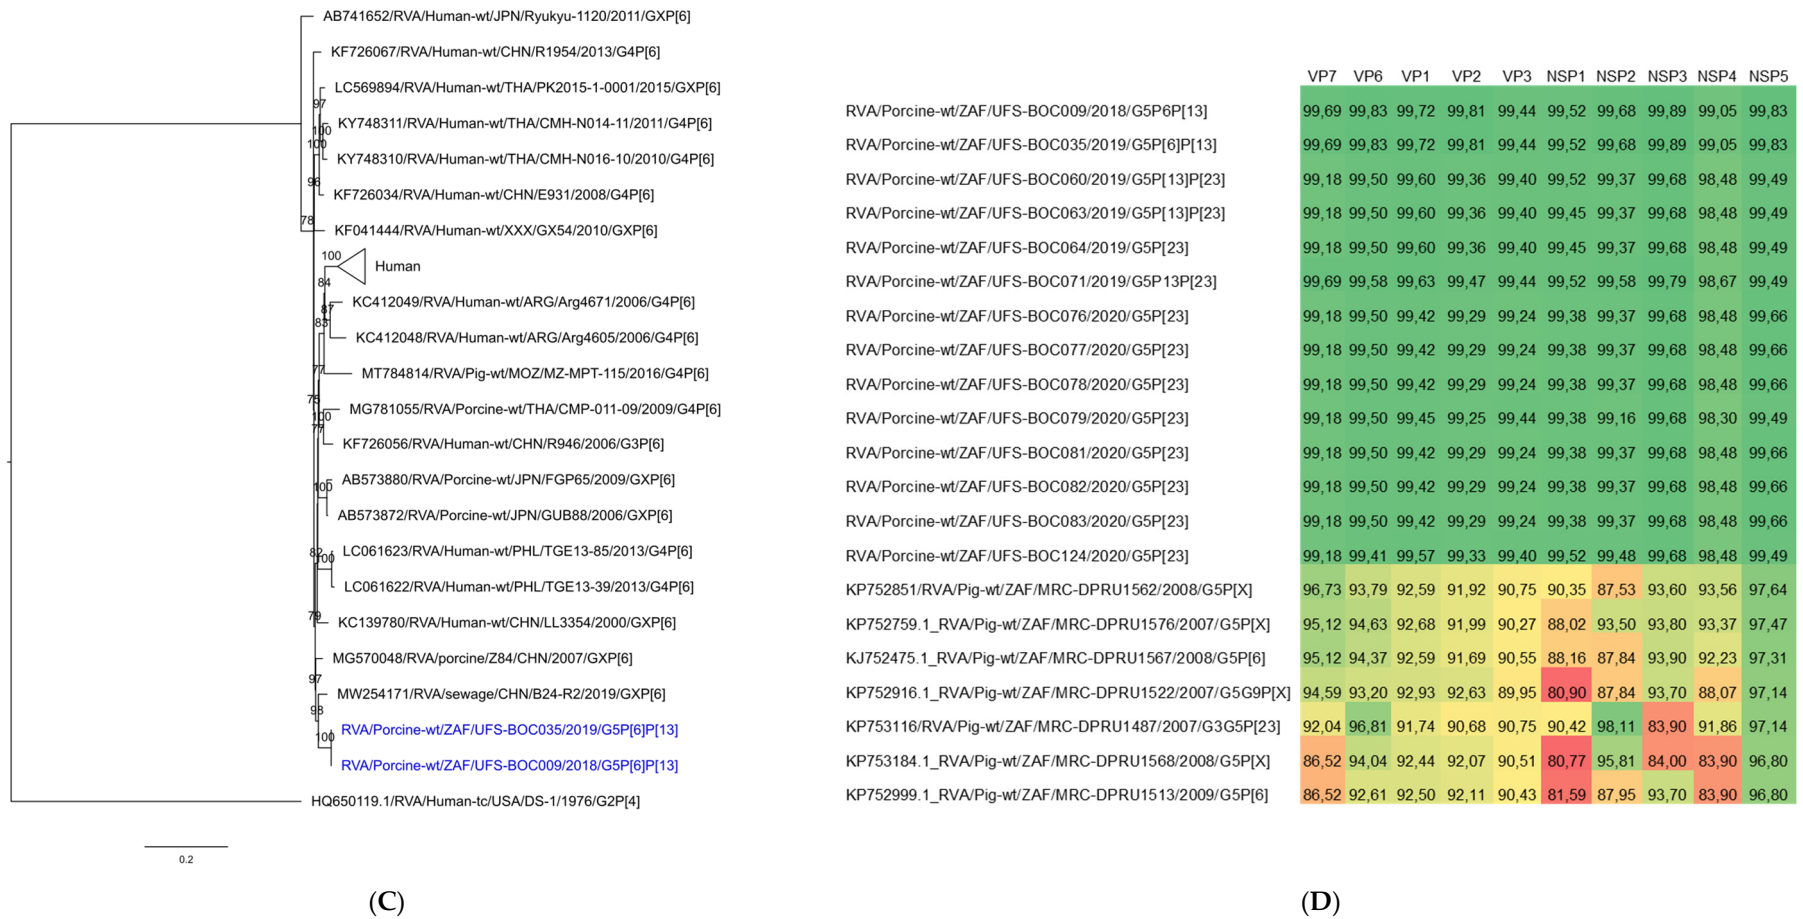 AB741652/RVA/Human-wt/JPN/Ryukyu-1120/2011/GXP[6]
KF726067/RVA/Human-wt/CHN/R1954/2013/G4P[6]
LC569894/RVA/Human-wt/THA/PK2015-1-0001/2015/GXP[6]
97
KY748311/RVA/Human-wt/THA/CMH-N014-11/2011/G4P[6]
100
100
KY748310/RVA/Human-wt/THA/CMH-N016-10/2010/G4P[6]
96
KF726034/RVA/Human-wt/CHN/E931/2008/G4P[6]
78
KF041444/RVA/Human-wt/XXX/GX54/2010/GXP[6]
100
Human
84
KC412049/RVA/Human-wt/ARG/Arg4671/2006/G4P[6]
87
83
KC412048/RVA/Human-wt/ARG/Arg4605/2006/G4P[6]
77
MT784814/RVA/Pig-wt/MOZ/MZ-MPT-115/2016/G4P[6]
75
MG781055/RVA/Porcine-wt/THA/CMP-011-09/2009/G4P[6]
100
77
KF726056/RVA/Human-wt/CHN/R946/2006/G3P[6]
AB573880/RVA/Porcine-wt/JPN/FGP65/2009/GXP[6]
100
AB573872/RVA/Porcine-wt/JPN/GUB88/2006/GXP[6]
82
LC061623/RVA/Human-wt/PHL/TGE13-85/2013/G4P[6]
100
LC061622/RVA/Human-wt/PHL/TGE13-39/2013/G4P[6]
79
KC139780/RVA/Human-wt/CHN/LL3354/2000/GXP[6]
MG570048/RVA/porcine/Z84/CHN/2007/GXP[6]
97
MW254171/RVA/sewage/CHN/B24-R2/2019/GXP[6]
98
RVA/Porcine-wt/ZAF/UFS-BOC035/2019/G5P[6]P[13]
100
RVA/Porcine-wt/ZAF/UFS-BOC009/2018/G5P[6]P[13]
HQ650119.1/RVA/Human-tc/USA/DS-1/1976/G2P[4]
0.2
(C)
VP7 VP6 VP1 VP2 VP3 NSP1 NSP2 NSP3 NSP4 NSP5
RVA/Porcine-wt/ZAF/UFS-BOC009/2018/G5P6P[13] 99,69 99,83 99,72 99,81 99,44 99,52 99,68 99,89 99,05 99,83
RVA/Porcine-wt/ZAF/UFS-BOC035/2019/G5P[6]P[13] 99,69 99,83 99,72 99,81 99,44 99,52 99,68 99,89 99,05 99,83
RVA/Porcine-wt/ZAF/UFS-BOC060/2019/G5P[13]P[23] 99,18 99,50 99,60 99,36 99,40 99,52 99,37 99,68 98,48 99,49
RVA/Porcine-wt/ZAF/UFS-BOC063/2019/G5P[13]P[23] 99,18 99,50 99,60 99,36 99,40 99,45 99,37 99,68 98,48 99,49
RVA/Porcine-wt/ZAF/UFS-BOC064/2019/G5P[23] 99,18 99,50 99,60 99,36 99,40 99,45 99,37 99,68 98,48 99,49
RVA/Porcine-wt/ZAF/UFS-BOC071/2019/G5P13P[23] 99,69 99,58 99,63 99,47 99,44 99,52 99,58 99,79 98,67 99,49
RVA/Porcine-wt/ZAF/UFS-BOC076/2020/G5P[23] 99,18 99,50 99,42 99,29 99,24 99,38 99,37 99,68 98,48 99,66
RVA/Porcine-wt/ZAF/UFS-BOC077/2020/G5P[23] 99,18 99,50 99,42 99,29 99,24 99,38 99,37 99,68 98,48 99,66
RVA/Porcine-wt/ZAF/UFS-BOC078/2020/G5P[23] 99,18 99,50 99,42 99,29 99,24 99,38 99,37 99,68 98,48 99,66
RVA/Porcine-wt/ZAF/UFS-BOC079/2020/G5P[23] 99,18 99,50 99,45 99,25 99,44 99,38 99,16 99,68 98,30 99,49
RVA/Porcine-wt/ZAF/UFS-BOC081/2020/G5P[23] 99,18 99,50 99,42 99,29 99,24 99,38 99,37 99,68 98,48 99,66
RVA/Porcine-wt/ZAF/UFS-BOC082/2020/G5P[23] 99,18 99,50 99,42 99,29 99,24 99,38 99,37 99,68 98,48 99,66
RVA/Porcine-wt/ZAF/UFS-BOC083/2020/G5P[23] 99,18 99,50 99,42 99,29 99,24 99,38 99,37 99,68 98,48 99,66
RVA/Porcine-wt/ZAF/UFS-BOC124/2020/G5P[23] 99,18 99,41 99,57 99,33 99,40 99,52 99,48 99,68 98,48 99,49
KP752851/RVA/Pig-wt/ZAF/MRC-DPRU1562/2008/G5P[X] 96,73 93,79 92,59 91,92 90,75 90,35 87,53 93,60 93,56 97,64
KP752759.1_RVA/Pig-wt/ZAF/MRC-DPRU1576/2007/G5P[X] 95,12 94,63 92,68 91,99 90,27 88,02 93,50 93,80 93,37 97,47
KJ752475.1_RVA/Pig-wt/ZAF/MRC-DPRU1567/2008/G5P[6] 95,12 94,37 92,59 91,69 90,55 88,16 87,84 93,90 92,23 97,31
KP752916.1_RVA/Pig-wt/ZAF/MRC-DPRU1522/2007/G5G9P[X] 94,59 93,20 92,93 92,63 89,95 80,90 87,84 93,70 88,07 97,14
KP753116/RVA/Pig-wt/ZAF/MRC-DPRU1487/2007/G3G5P[23] 92,04 96,81 91,74 90,68 90,75 90,42 98,11 83,90 91,86 97,14
KP753184.1_RVA/Pig-wt/ZAF/MRC-DPRU1568/2008/G5P[X] 86,52 94,04 92,44 92,07 90,51 80,77 95,81 84,00 83,90 96,80
KP752999.1_RVA/Pig-wt/ZAF/MRC-DPRU1513/2009/G5P[6] 86,52 92,61 92,50 92,11 90,43 81,59 87,95 93,70 83,90 96,80
(D)